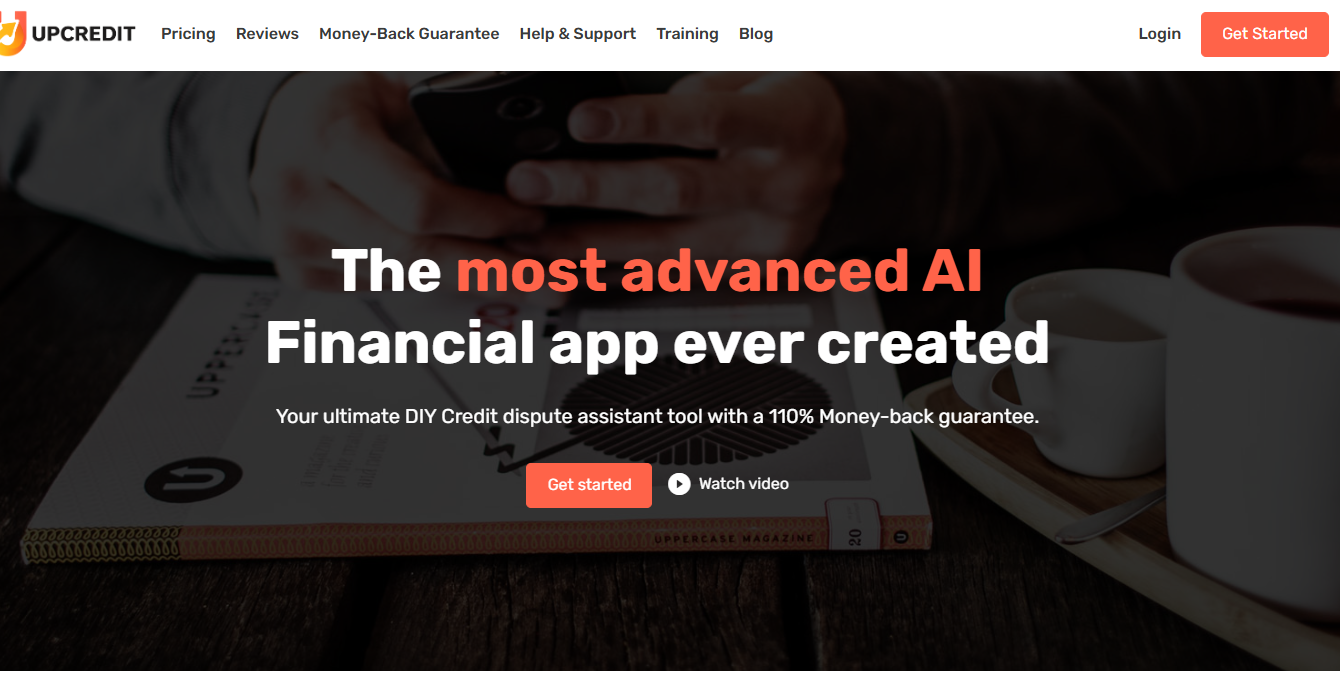 UPCREDIT
Pricing
Reviews
Money-Back Guarantee
Help & Support
Training
Blog
Login
Get Started
The most advanced AI
Financial app ever created
Your ultimate DIY Credit dispute assistant tool with a 110% Money-back guarantee.
Get started
Watch video
UPPERCASE
20
UPPERCASE MAGAZINE
20
U